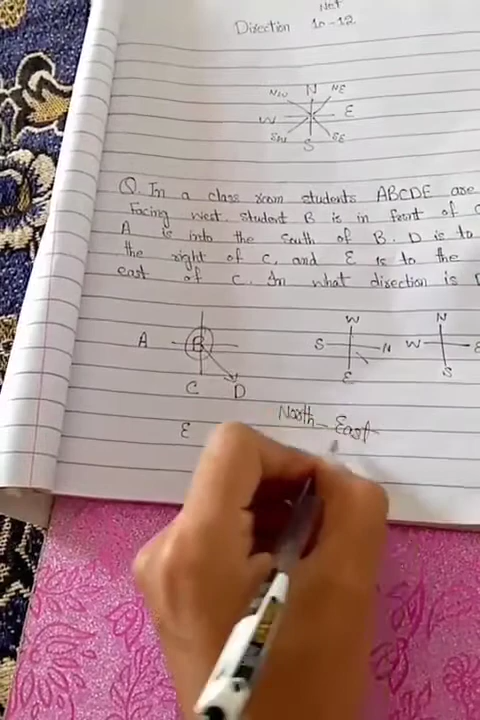 Net
Direction 10-12
NW N NE
W E
SW S SE
Q. In a class room students ABCDE are
Facing west. student B is in front of C
A is into the South of B. D is to
the right of C, and E is to the
east of C. In what direction is D
W N
A B S N W E
E S
C D
North-East
E